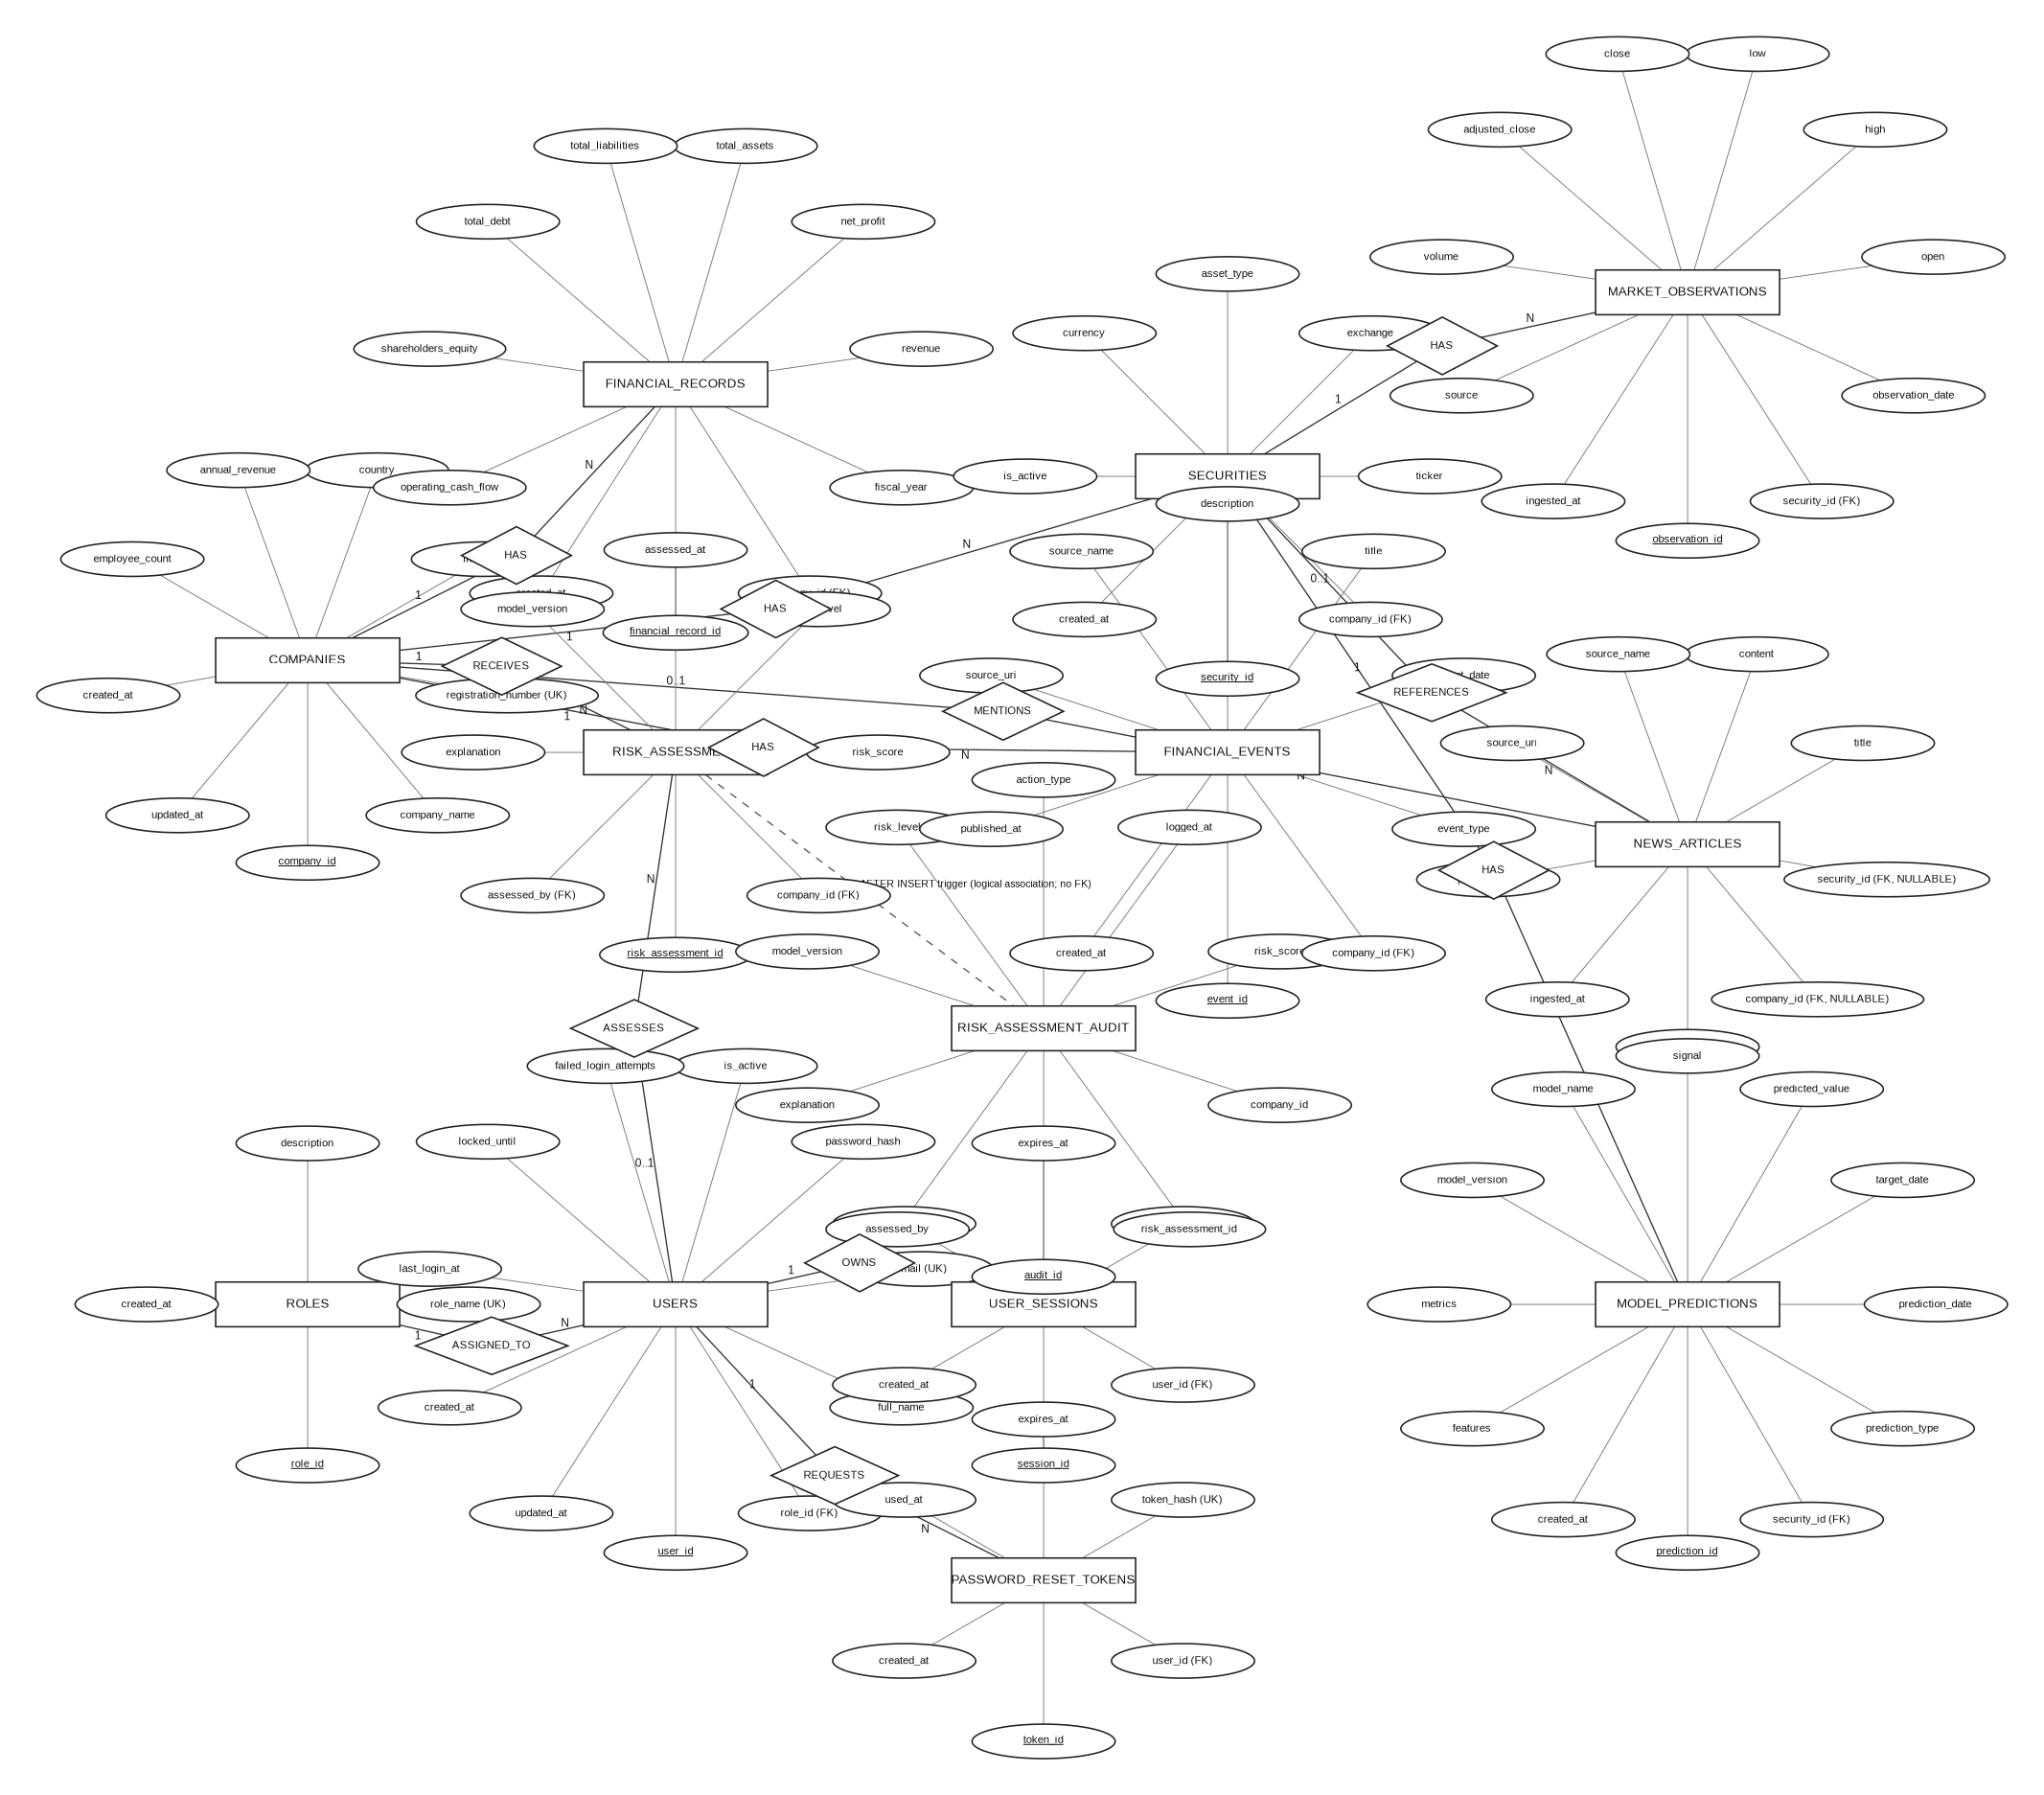 close
low
adjusted_close
high
total_liabilities
total_assets
total_debt
net_profit
volume
open
asset_type
MARKET_OBSERVATIONS
currency
exchange
HAS
N
shareholders_equity
revenue
FINANCIAL_RECORDS
1
source
observation_date
annual_revenue
country
operating_cash_flow
N
fiscal_year
is_active
SECURITIES
ticker
description
ingested_at
security_id (FK)
observation_id
employee_count
HAS
assessed_at
N
source_name
title
0..1
1
model_version
HAS
created_at
company_id (FK)
financial_record_id
1
COMPANIES
1
RECEIVES
0..1
source_uri
security_id
1
REFERENCES
source_name
content
created_at
registration_number (UK)
1
N
MENTIONS
explanation
HAS
risk_score
N
FINANCIAL_EVENTS
source_uri
title
N
N
action_type
updated_at
company_name
risk_level
published_at
logged_at
event_type
NEWS_ARTICLES
company_id
N
AFTER INSERT trigger (logical association; no FK)
HAS
security_id (FK, NULLABLE)
assessed_by (FK)
company_id (FK)
risk_assessment_id
model_version
created_at
risk_score
company_id (FK)
event_id
ingested_at
company_id (FK, NULLABLE)
ASSESSES
RISK_ASSESSMENT_AUDIT
signal
failed_login_attempts
is_active
explanation
company_id
model_name
predicted_value
description
locked_until
password_hash
expires_at
0..1
model_version
target_date
assessed_by
risk_assessment_id
last_login_at
1
OWNS
audit_id
created_at
ROLES
role_name (UK)
USERS
USER_SESSIONS
metrics
MODEL_PREDICTIONS
prediction_date
1
ASSIGNED_TO
N
1
created_at
user_id (FK)
created_at
full_name
expires_at
features
prediction_type
role_id
REQUESTS
session_id
updated_at
role_id (FK)
used_at
token_hash (UK)
created_at
security_id (FK)
N
user_id
prediction_id
PASSWORD_RESET_TOKENS
created_at
user_id (FK)
token_id